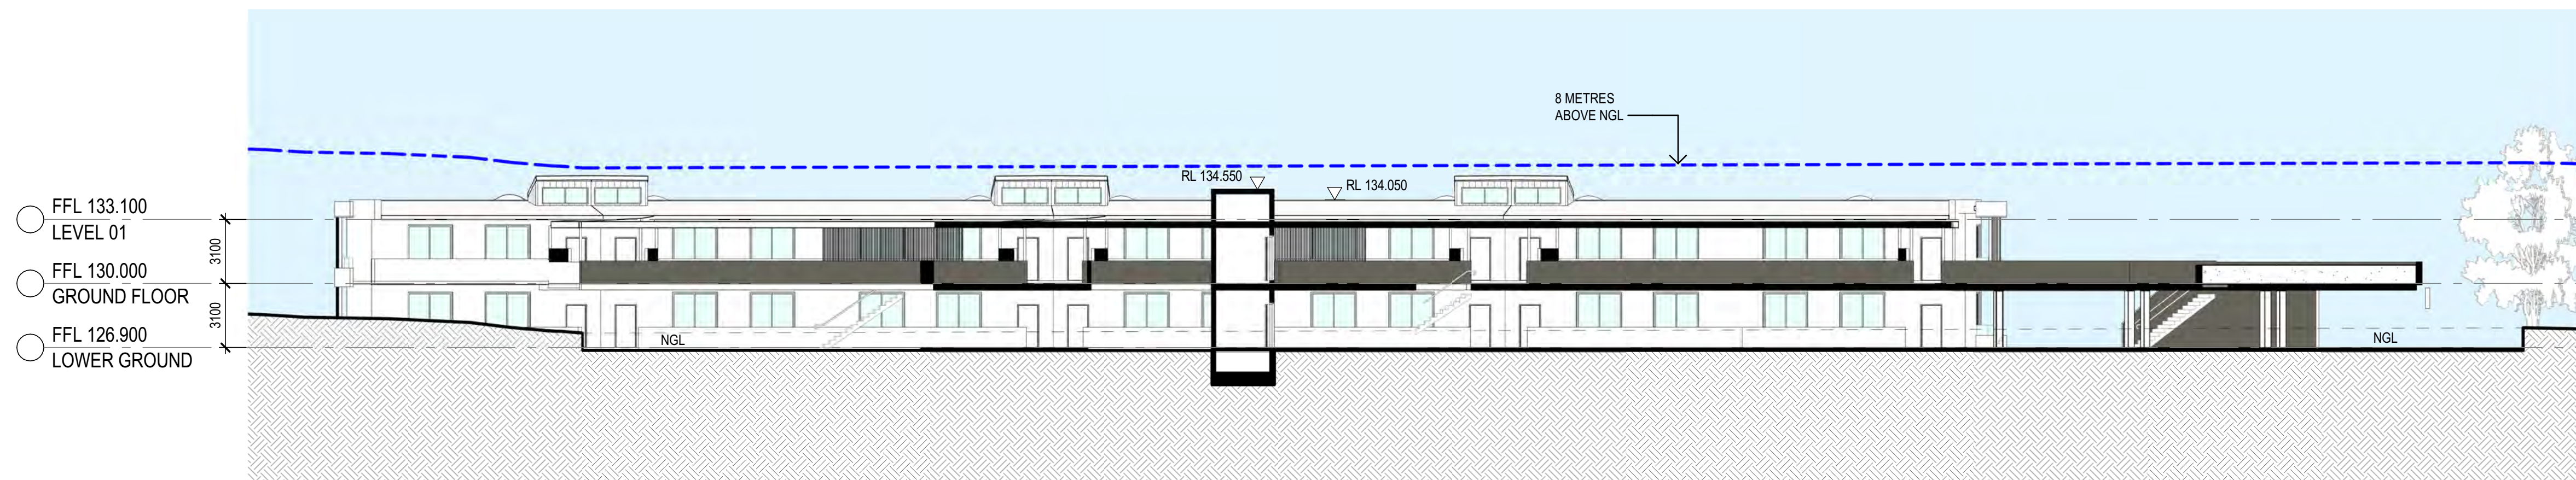 8 METRES
ABOVE NGL
RL 134.550
RL 134.050
FFL 133.100
LEVEL 01
3100
FFL 130.000
GROUND FLOOR
3100
FFL 126.900
LOWER GROUND
NGL
NGL